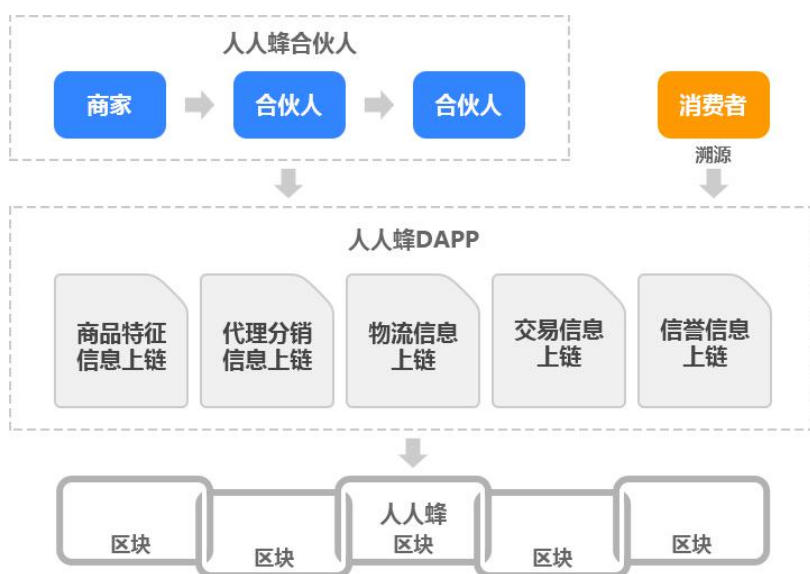 人人蜂合伙人
商家
合伙人
合伙人
消费者
溯源
人人蜂DAPP
商品特征
信息上链
代理分销
信息上链
物流信息
上链
交易信息
上链
信誉信息
上链
区块
区块
人人蜂
区块
区块
区块